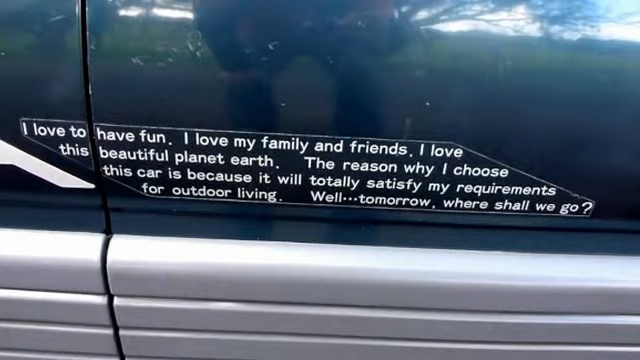 I love to have fun. I love my family and friends. I love
this beautiful planet earth. The reason why I choose
this car is because it will totally satisfy my requirements
for outdoor living. Well…tomorrow. where shall we go?